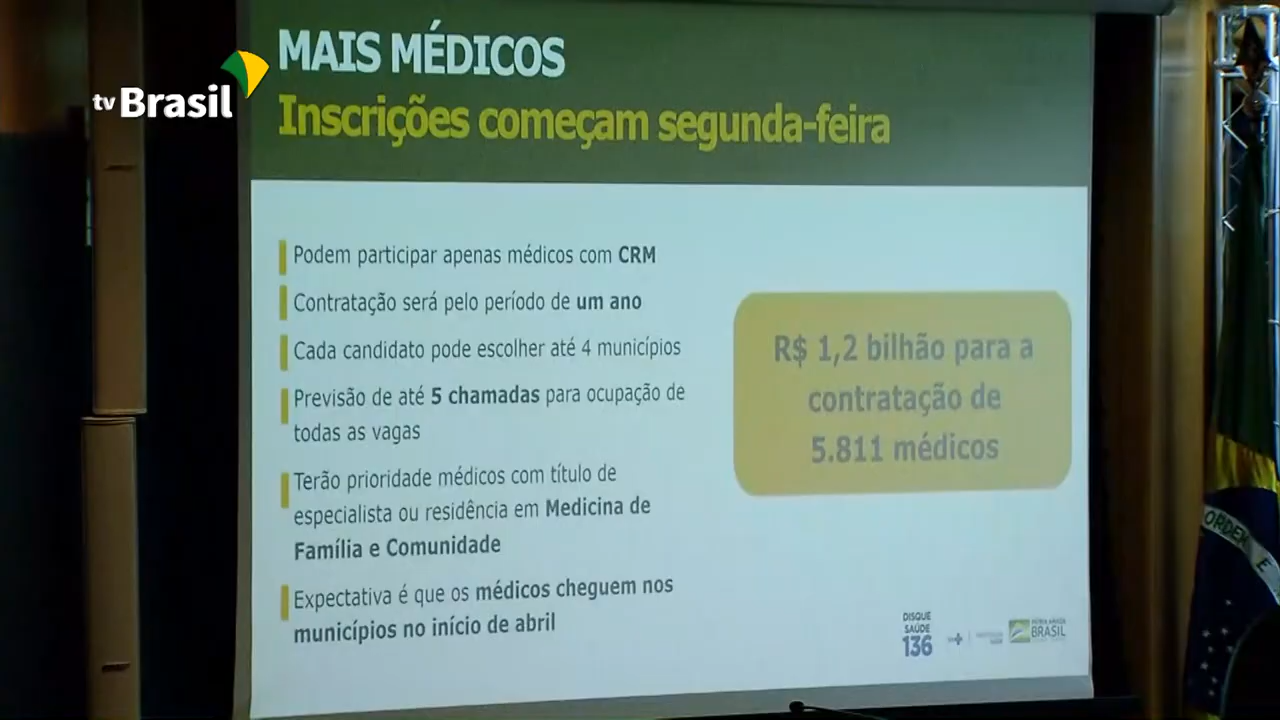 MAIS MÉDICOS
tv Brasil
Inscrições começam segunda-feira
Podem participar apenas médicos com CRM
Contratação será pelo período de um ano
Cada candidato pode escolher até 4 municípios
Previsão de até 5 chamadas para ocupação de
todas as vagas
Terão prioridade médicos com título de
especialista ou residência em Medicina de
Família e Comunidade
Expectativa é que os médicos cheguem nos
municípios no início de abril
R$ 1,2 bilhão para a
contratação de
5.811 médicos
DISQUE
SAÚDE
136
BRASIL
ORDEM E